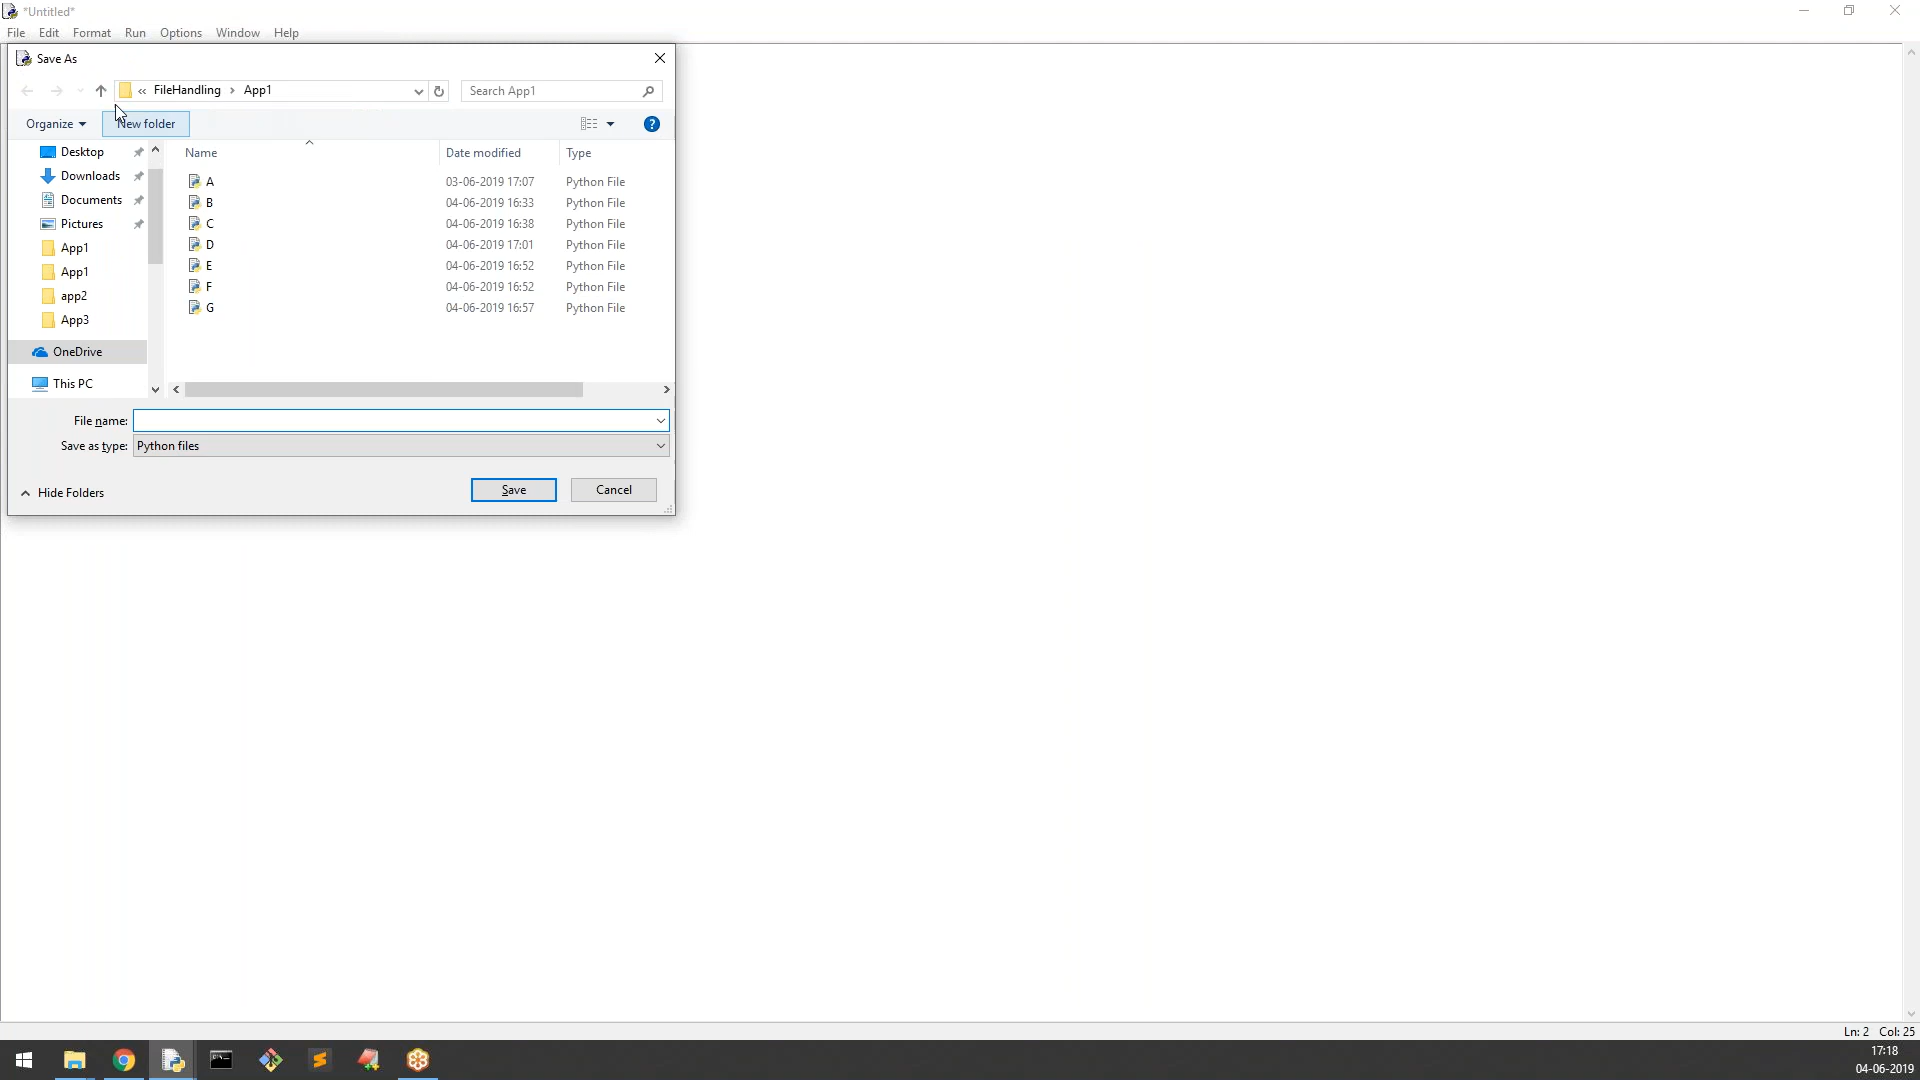 *Untitled*
File Edit Format Run Options Window Help
Save As
« FileHandling › App1
Search App1
Organize New folder
?
Desktop
Downloads
Documents
Pictures
App1
App1
app2
App3
OneDrive
This PC
Name Date modified Type
A 03-06-2019 17:07 Python File
B 04-06-2019 16:33 Python File
C 04-06-2019 16:38 Python File
D 04-06-2019 17:01 Python File
E 04-06-2019 16:52 Python File
F 04-06-2019 16:52 Python File
G 04-06-2019 16:57 Python File
File name:
Save as type: Python files
Hide Folders
Save Cancel
Ln: 2 Col: 25
17:18
04-06-2019